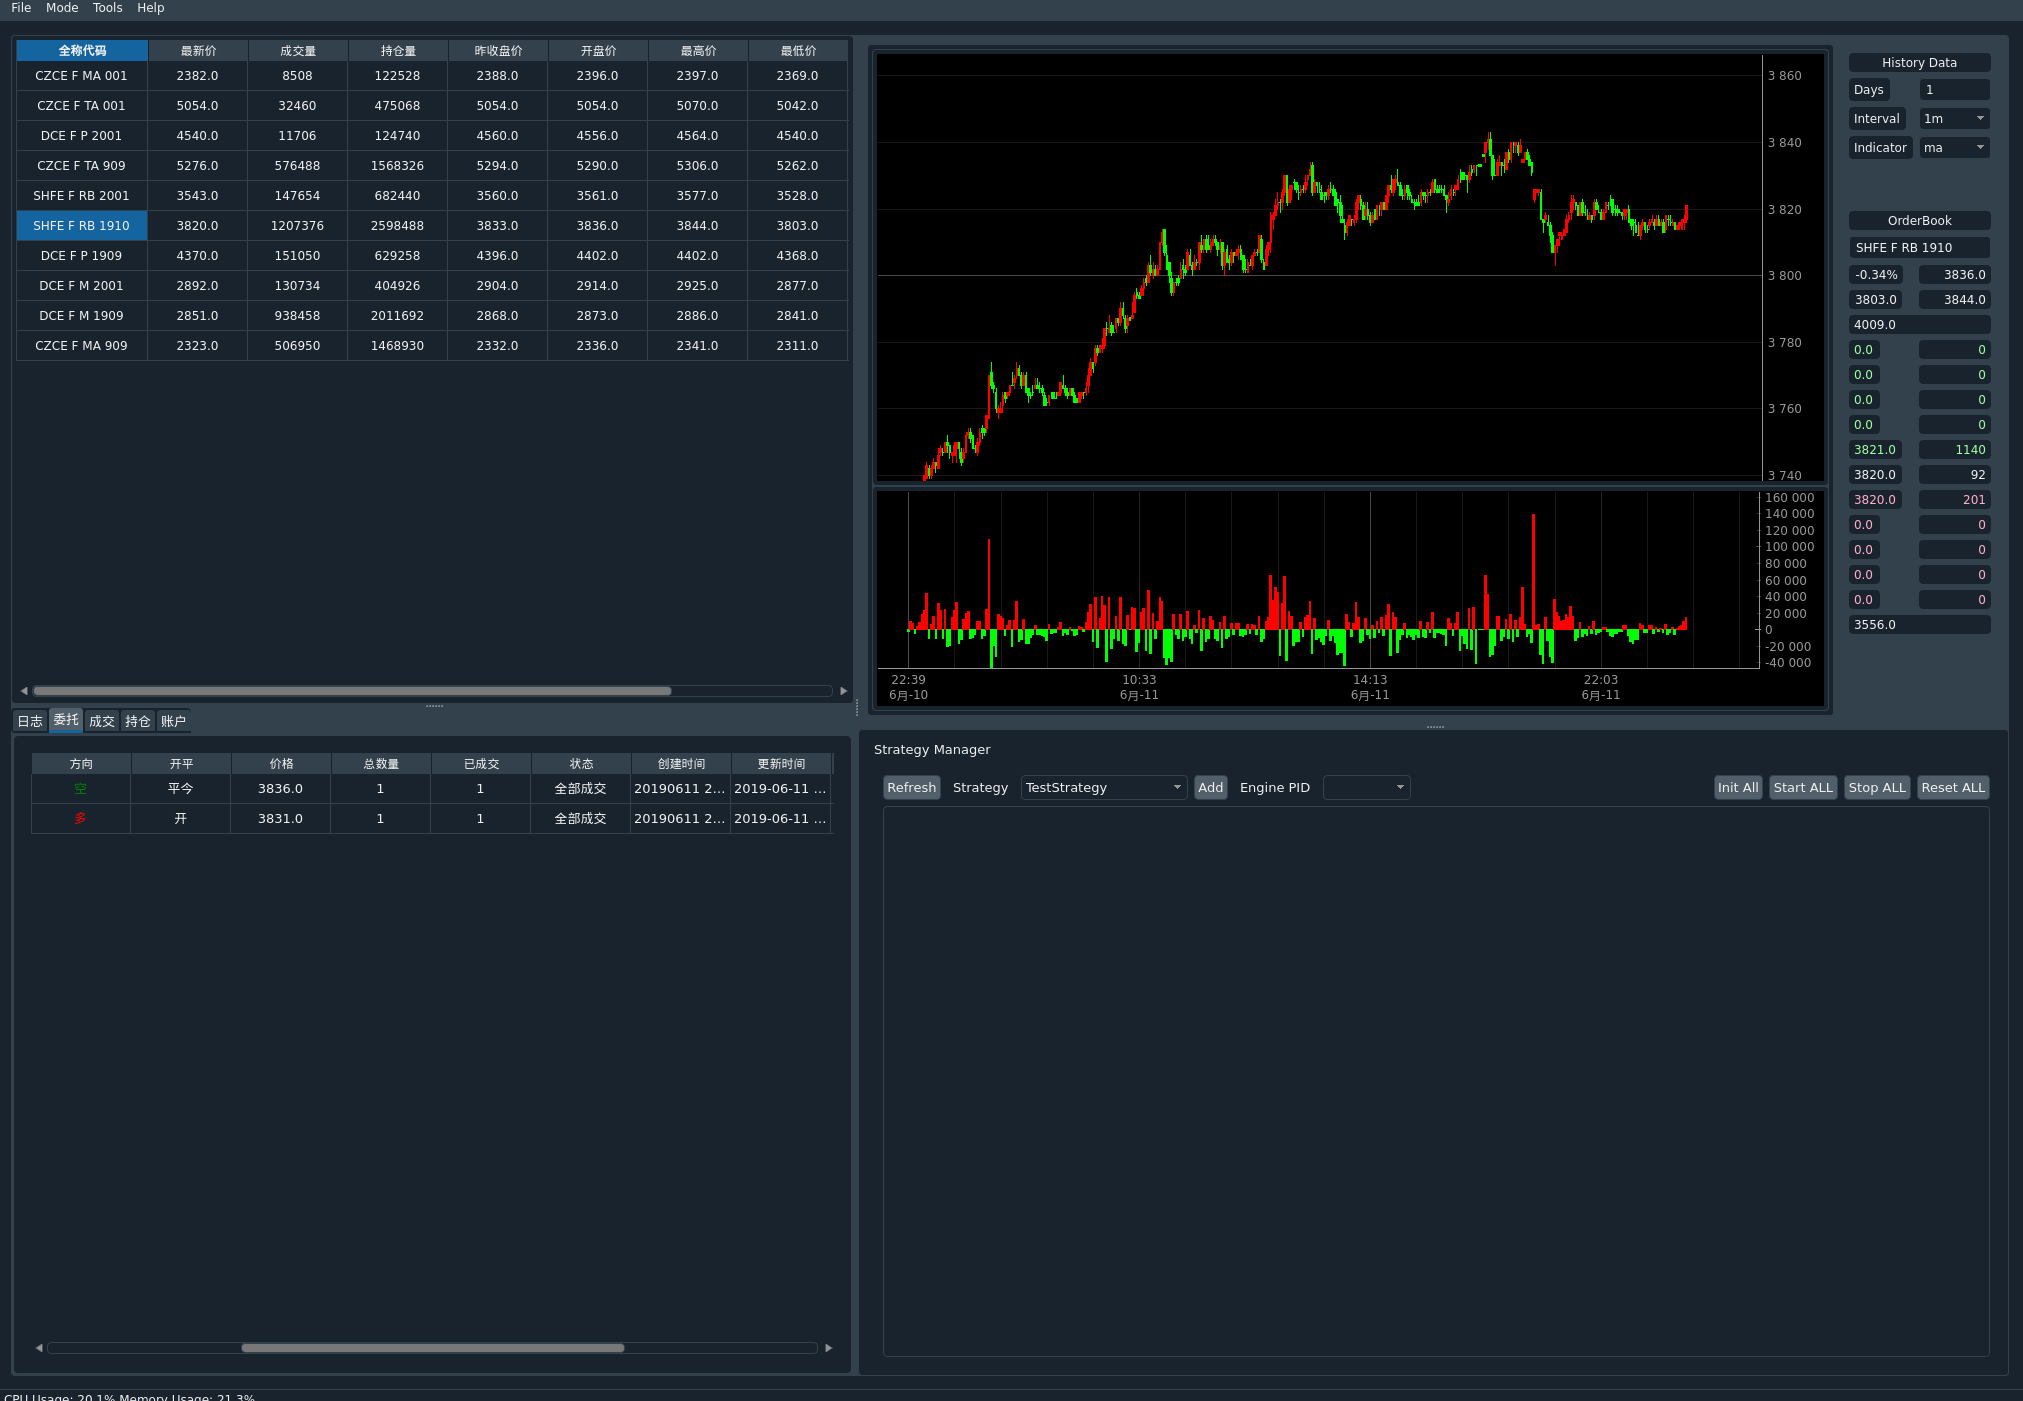 File Mode Tools Help
全称代码 最新价 成交量 持仓量 昨收盘价 开盘价 最高价 最低价
CZCE F MA 001 2382.0 8508 122528 2388.0 2396.0 2397.0 2369.0
CZCE F TA 001 5054.0 32460 475068 5054.0 5054.0 5070.0 5042.0
DCE F P 2001 4540.0 11706 124740 4560.0 4556.0 4564.0 4540.0
CZCE F TA 909 5276.0 576488 1568326 5294.0 5290.0 5306.0 5262.0
SHFE F RB 2001 3543.0 147654 682440 3560.0 3561.0 3577.0 3528.0
SHFE F RB 1910 3820.0 1207376 2598488 3833.0 3836.0 3844.0 3803.0
DCE F P 1909 4370.0 151050 629258 4396.0 4402.0 4402.0 4368.0
DCE F M 2001 2892.0 130734 404926 2904.0 2914.0 2925.0 2877.0
DCE F M 1909 2851.0 938458 2011692 2868.0 2873.0 2886.0 2841.0
CZCE F MA 909 2323.0 506950 1468930 2332.0 2336.0 2341.0 2311.0
3 860
3 840
3 820
3 800
3 780
3 760
3 740
160 000
140 000
120 000
100 000
80 000
60 000
40 000
20 000
0
-20 000
-40 000
22:39 10:33 14:13 22:03
6月-10 6月-11 6月-11 6月-11
History Data
Days 1
Interval 1m
Indicator ma
OrderBook
SHFE F RB 1910
-0.34% 3836.0
3803.0 3844.0
4009.0
0.0 0
0.0 0
0.0 0
0.0 0
3821.0 1140
3820.0 92
3820.0 201
0.0 0
0.0 0
0.0 0
0.0 0
3556.0
日志 委托 成交 持仓 账户
方向 开平 价格 总数量 已成交 状态 创建时间 更新时间
空 平今 3836.0 1 1 全部成交 20190611 2... 2019-06-11 ...
多 开 3831.0 1 1 全部成交 20190611 2... 2019-06-11 ...
Strategy Manager
Refresh Strategy TestStrategy Add Engine PID Init All Start ALL Stop ALL Reset ALL
CPU Usage: 20.1% Memory Usage: 21.3%